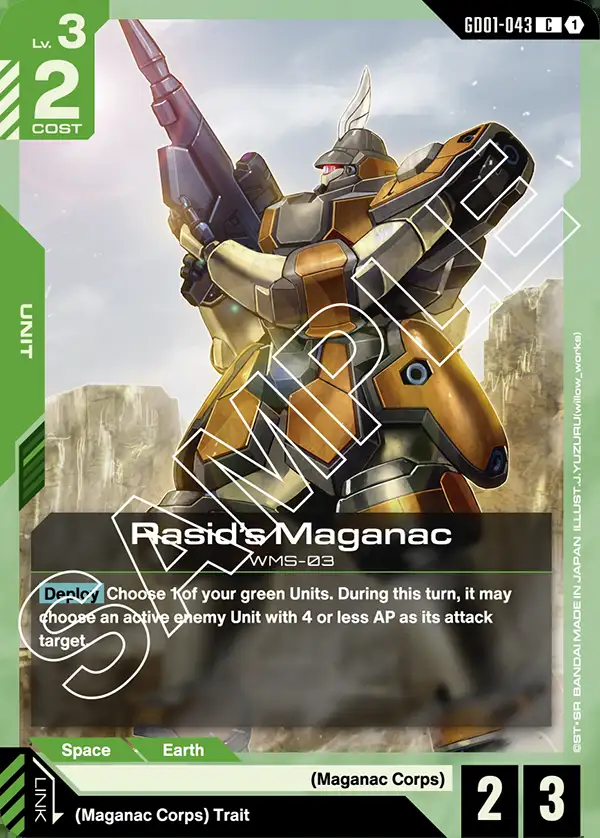 GD01-043 C 1
Lv. 3
2
COST
UNIT
SAMPLE
Rasid's Maganac
WMS-03
Deploy Choose 1 of your green Units. During this turn, it may
choose an active enemy Unit with 4 or less AP as its attack
target.
©ST・SR BANDAI MADE IN JAPAN ILLUST.J.YUZURU(willow_works)
Space Earth
(Maganac Corps)
LINK
(Maganac Corps) Trait
2 3